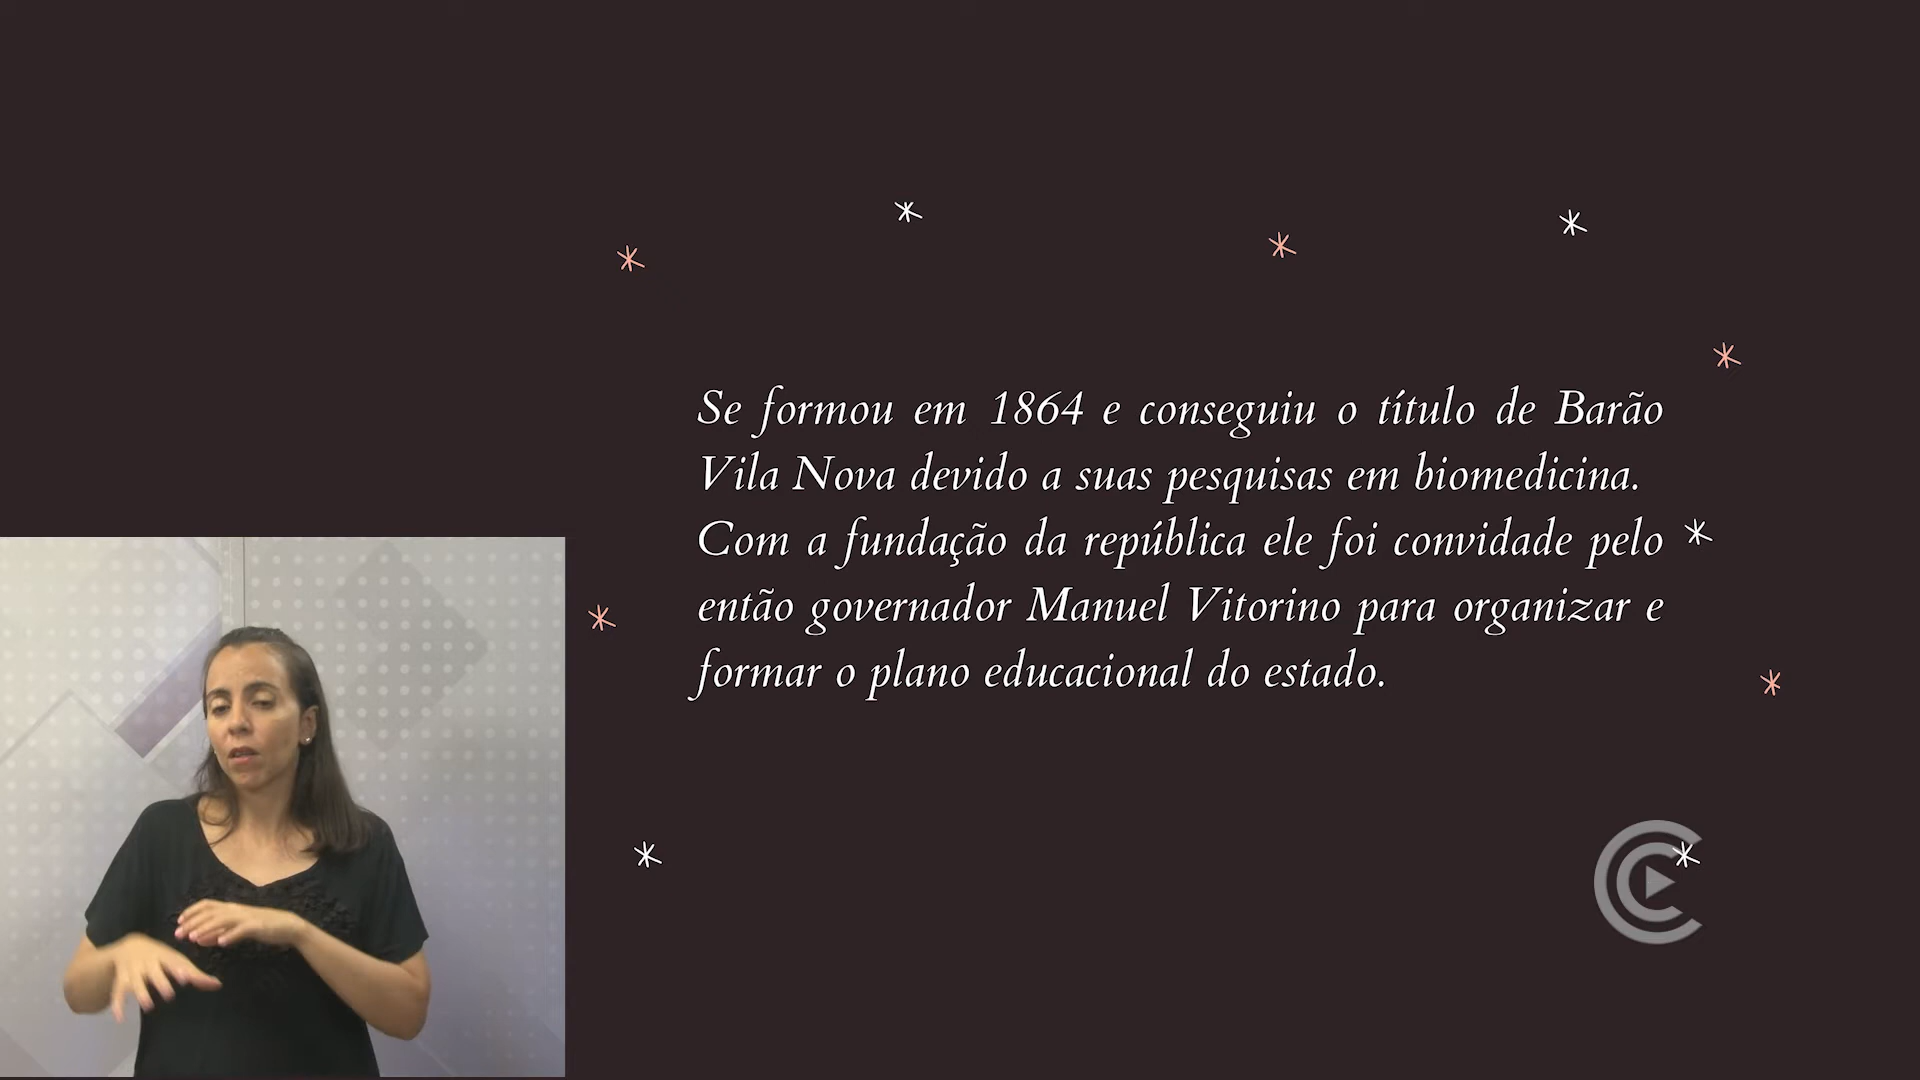 Se formou em 1864 e conseguiu o título de Barão
Vila Nova devido a suas pesquisas em biomedicina.
Com a fundação da república ele foi convidade pelo
então governador Manuel Vitorino para organizar e
formar o plano educacional do estado.